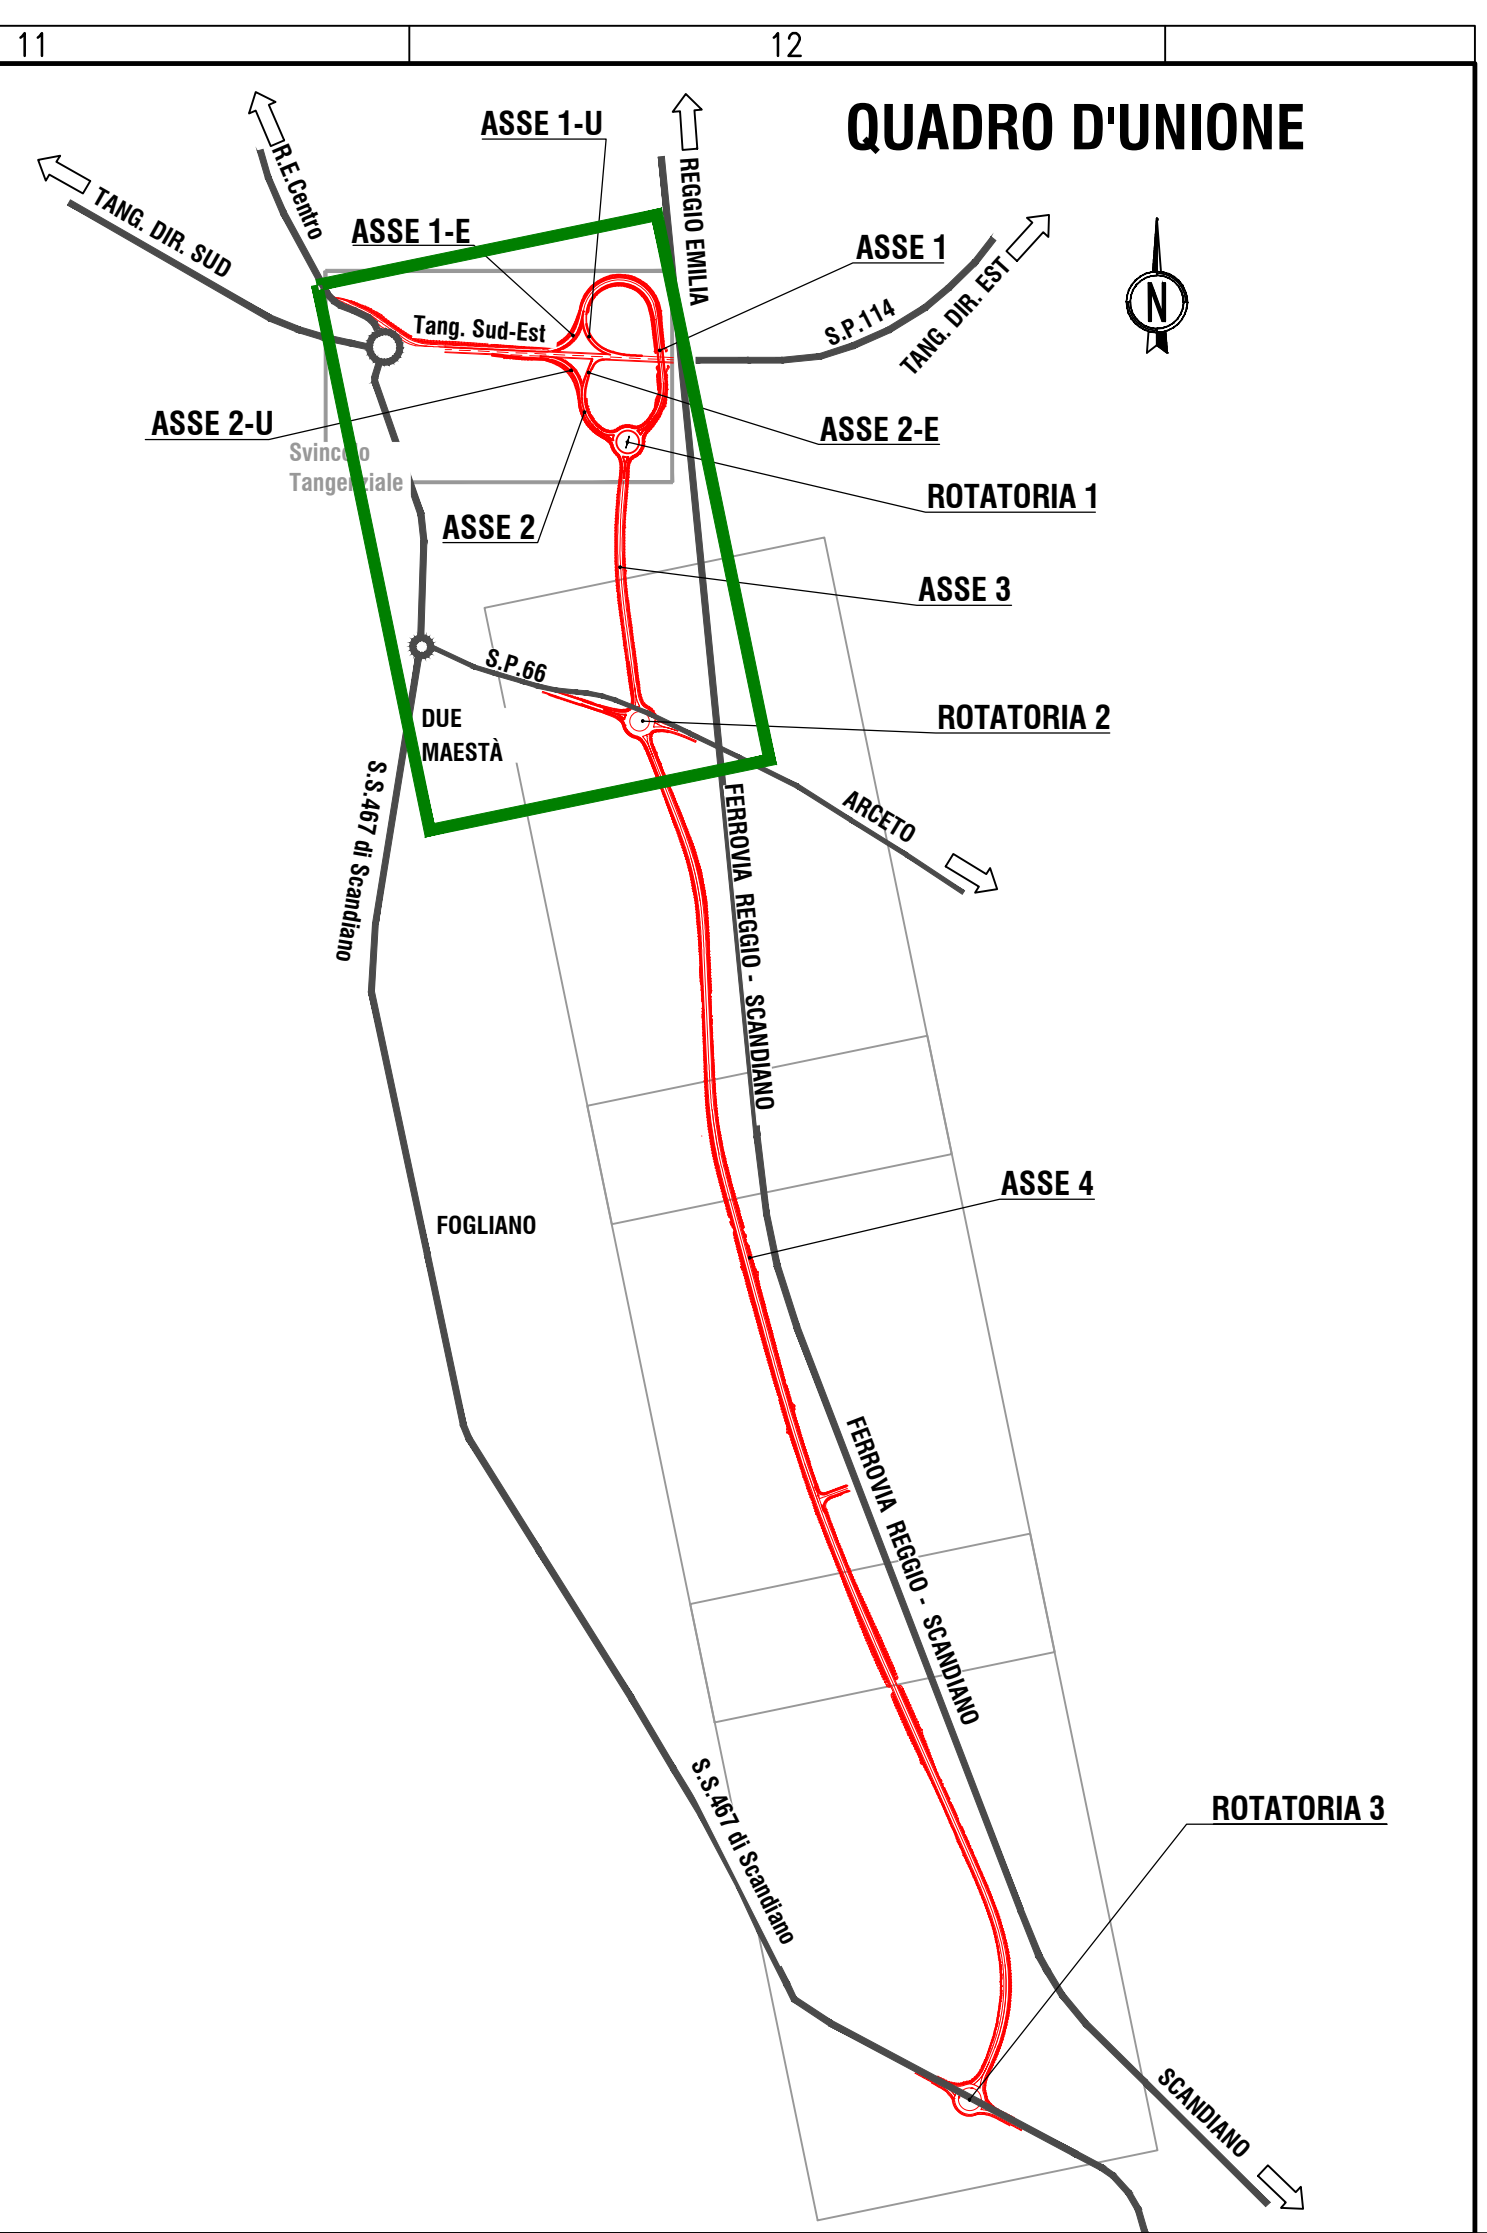 11
12
QUADRO D'UNIONE
ASSE 1-U
R.E.Centro
REGGIO EMILIA
TANG. DIR. SUD
ASSE 1-E
ASSE 1
TANG. DIR. EST
N
S.P.114
Tang. Sud-Est
ASSE 2-U
ASSE 2-E
Svincolo
Tangenziale
ROTATORIA 1
ASSE 2
ASSE 3
S.P.66
DUE
MAESTÀ
ROTATORIA 2
S.S.467 di Scandiano
FERROVIA REGGIO - SCANDIANO
ARCETO
ASSE 4
FOGLIANO
FERROVIA REGGIO - SCANDIANO
S.S.467 di Scandiano
ROTATORIA 3
SCANDIANO